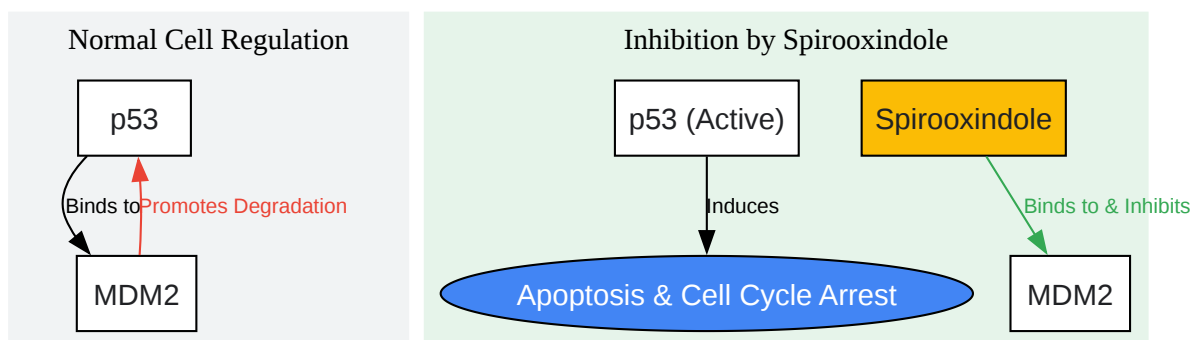 Normal Cell Regulation
p53
Binds to
Promotes Degradation
MDM2
Inhibition by Spirooxindole
p53 (Active)
Spirooxindole
Induces
Binds to & Inhibits
Apoptosis & Cell Cycle Arrest
MDM2